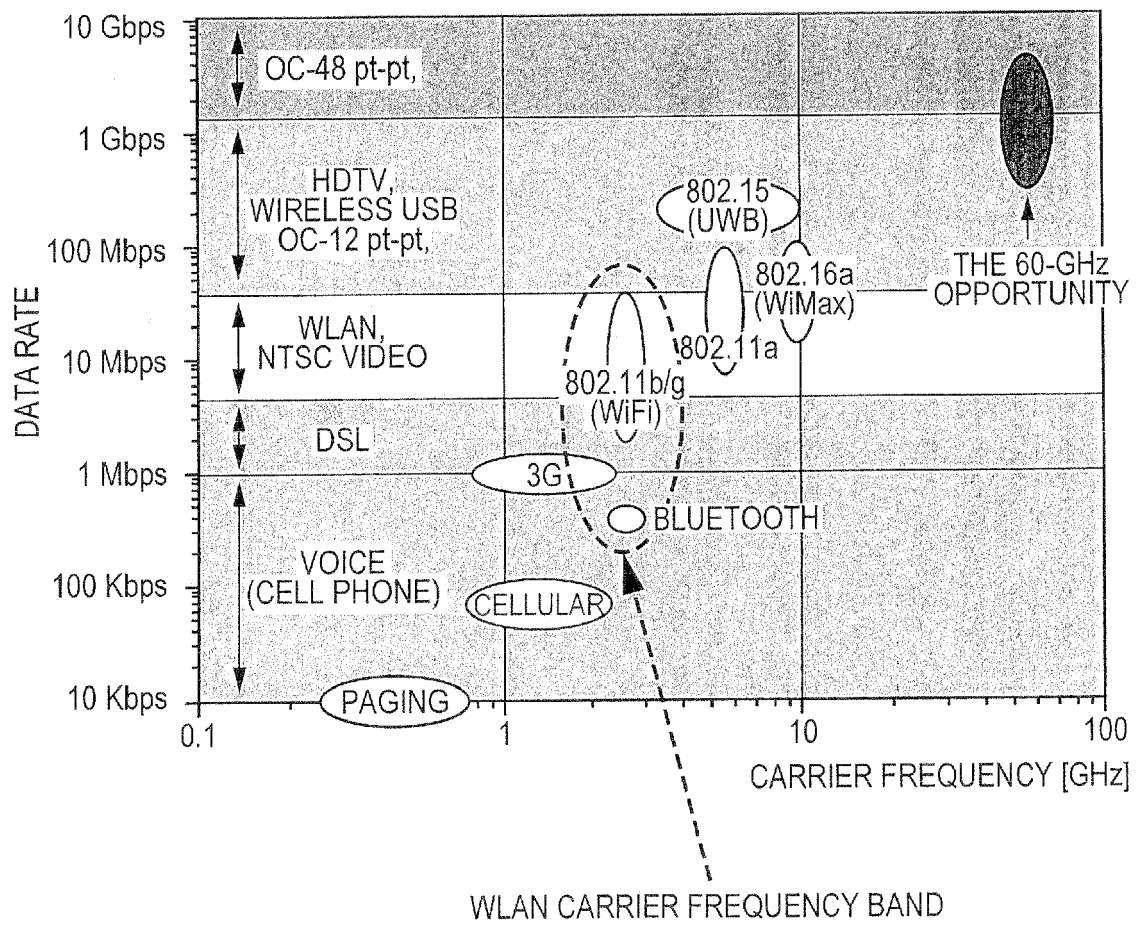 10 Gbps
OC-48 pt-pt,
1 Gbps
HDTV,
WIRELESS USB
OC-12 pt-pt,
802.15
(UWB)
100 Mbps
THE 60-GHz
OPPORTUNITY
802.16a
(WiMax)
DATA RATE
WLAN,
NTSC VIDEO
10 Mbps
802.11a
802.11b/g
(WiFi)
DSL
1 Mbps
3G
BLUETOOTH
VOICE
(CELL PHONE)
100 Kbps
CELLULAR
10 Kbps
PAGING
0.1
1
10
100
CARRIER FREQUENCY [GHz]
WLAN CARRIER FREQUENCY BAND